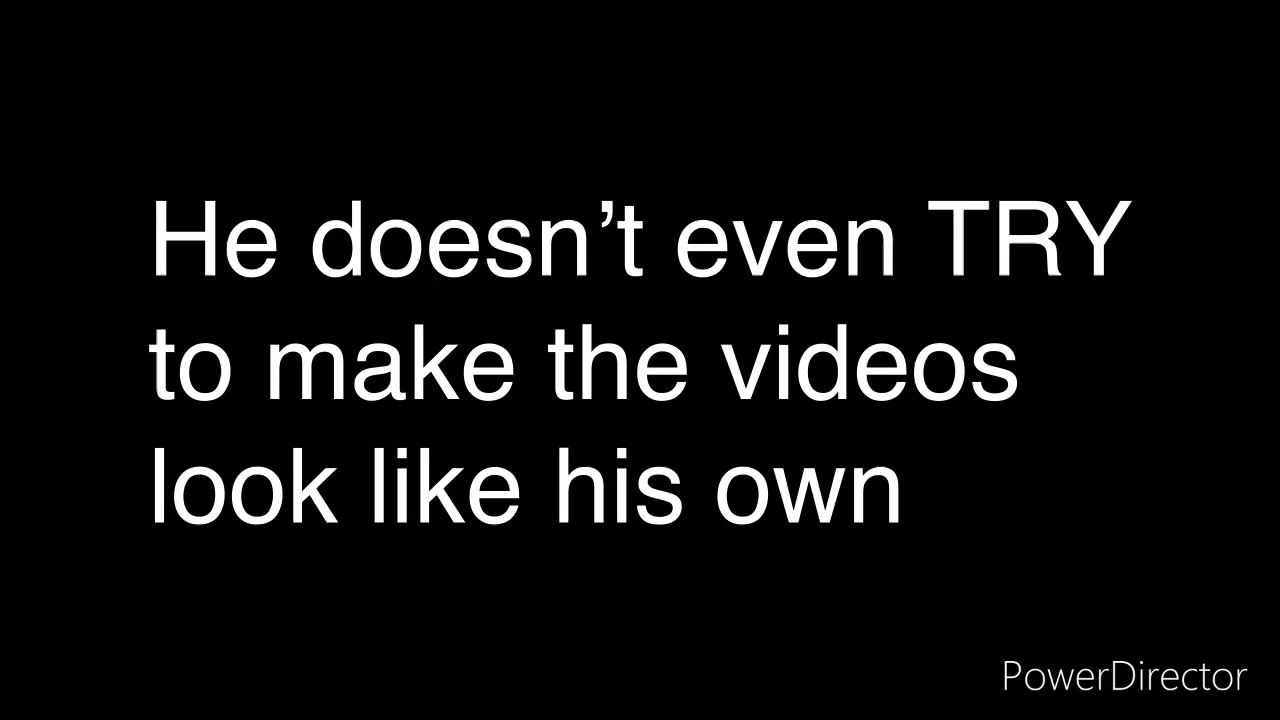 He doesn’t even TRY
to make the videos
look like his own
PowerDirector